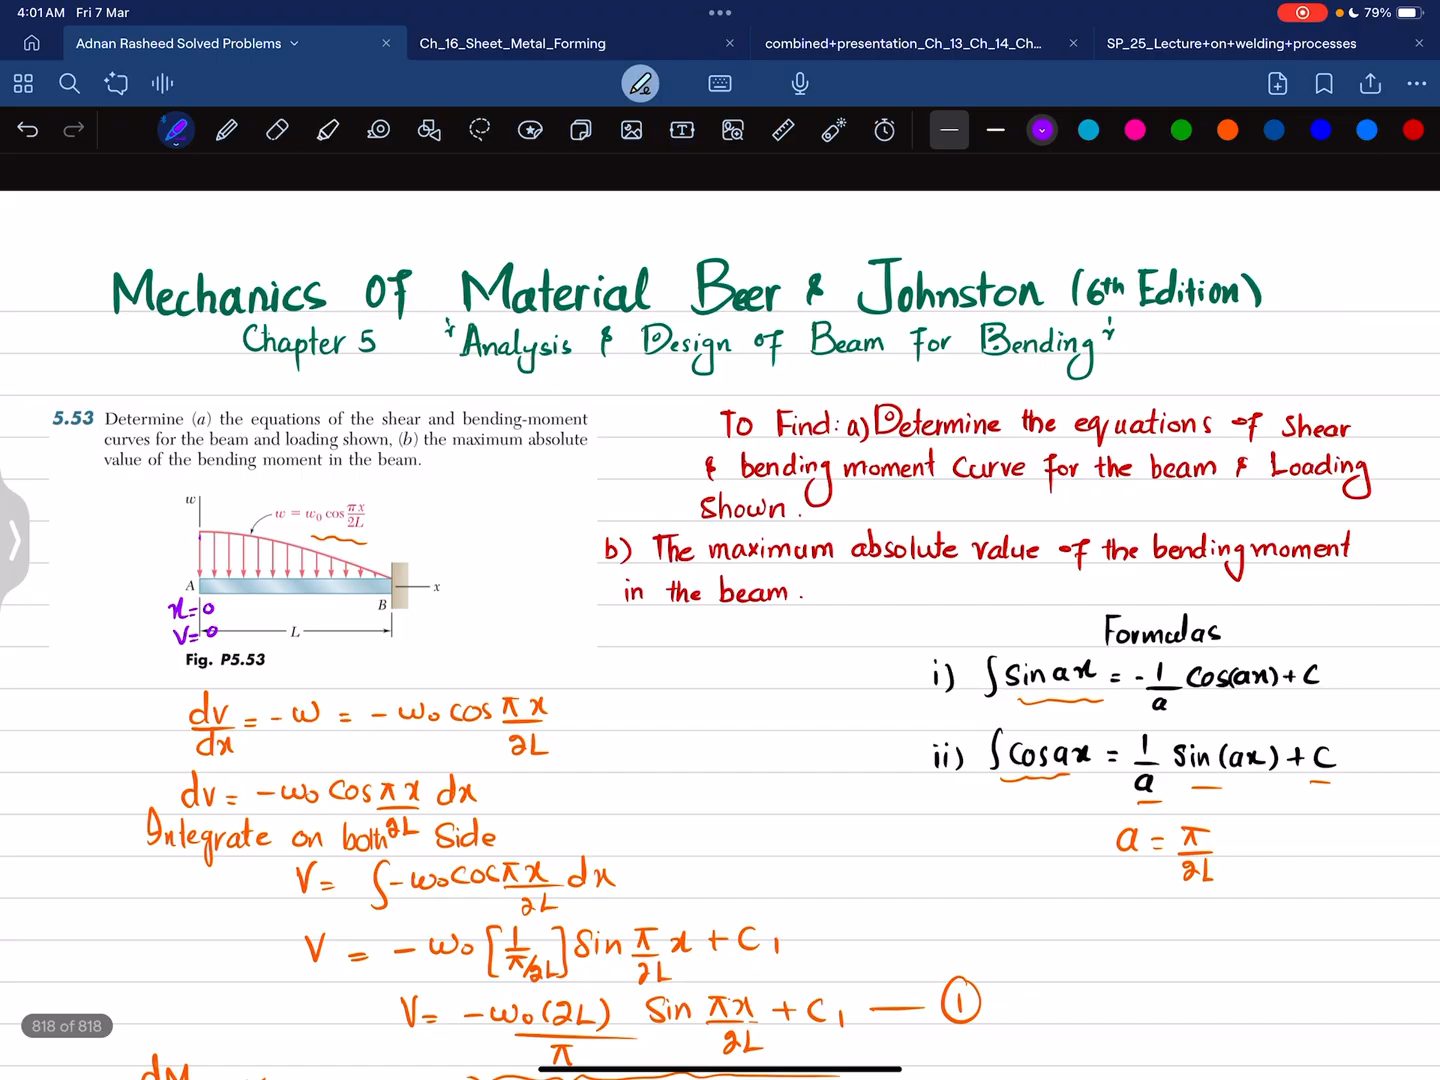 4:01 AM Fri 7 Mar
79%
Adnan Rasheed Solved Problems
Ch_16_Sheet_Metal_Forming
combined+presentation_Ch_13_Ch_14_Ch...
SP_25_Lecture+on+welding+processes
Mechanics Of Material Beer & Johnston (6th Edition)
Chapter 5 "Analysis & Design of Beam For Bending"
5.53 Determine (a) the equations of the shear and bending-moment
curves for the beam and loading shown, (b) the maximum absolute
value of the bending moment in the beam.
To Find: a) Determine the equations of Shear
& bending moment Curve for the beam & Loading
Shown.
b) The maximum absolute value of the bending moment
in the beam.
w
w = w₀ cos πx/2L
A
B
x
x=0
V=0
L
Fig. P5.53
Formulas
i) ∫ Sin ax = -1/a Cos(ax) + C
ii) ∫ Cos ax = 1/a Sin(ax) + C
a = π/2L
dv/dx = -w = -w₀ cos πx/2L
dv = -w₀ Cos πx/2L dx
Integrate on both Side
V = ∫-w₀ cos πx/2L dx
V = -w₀ [1/π/2L] Sin π/2L x + C₁
V = -w₀(2L)/π Sin πx/2L + C₁ — ①
dM
818 of 818